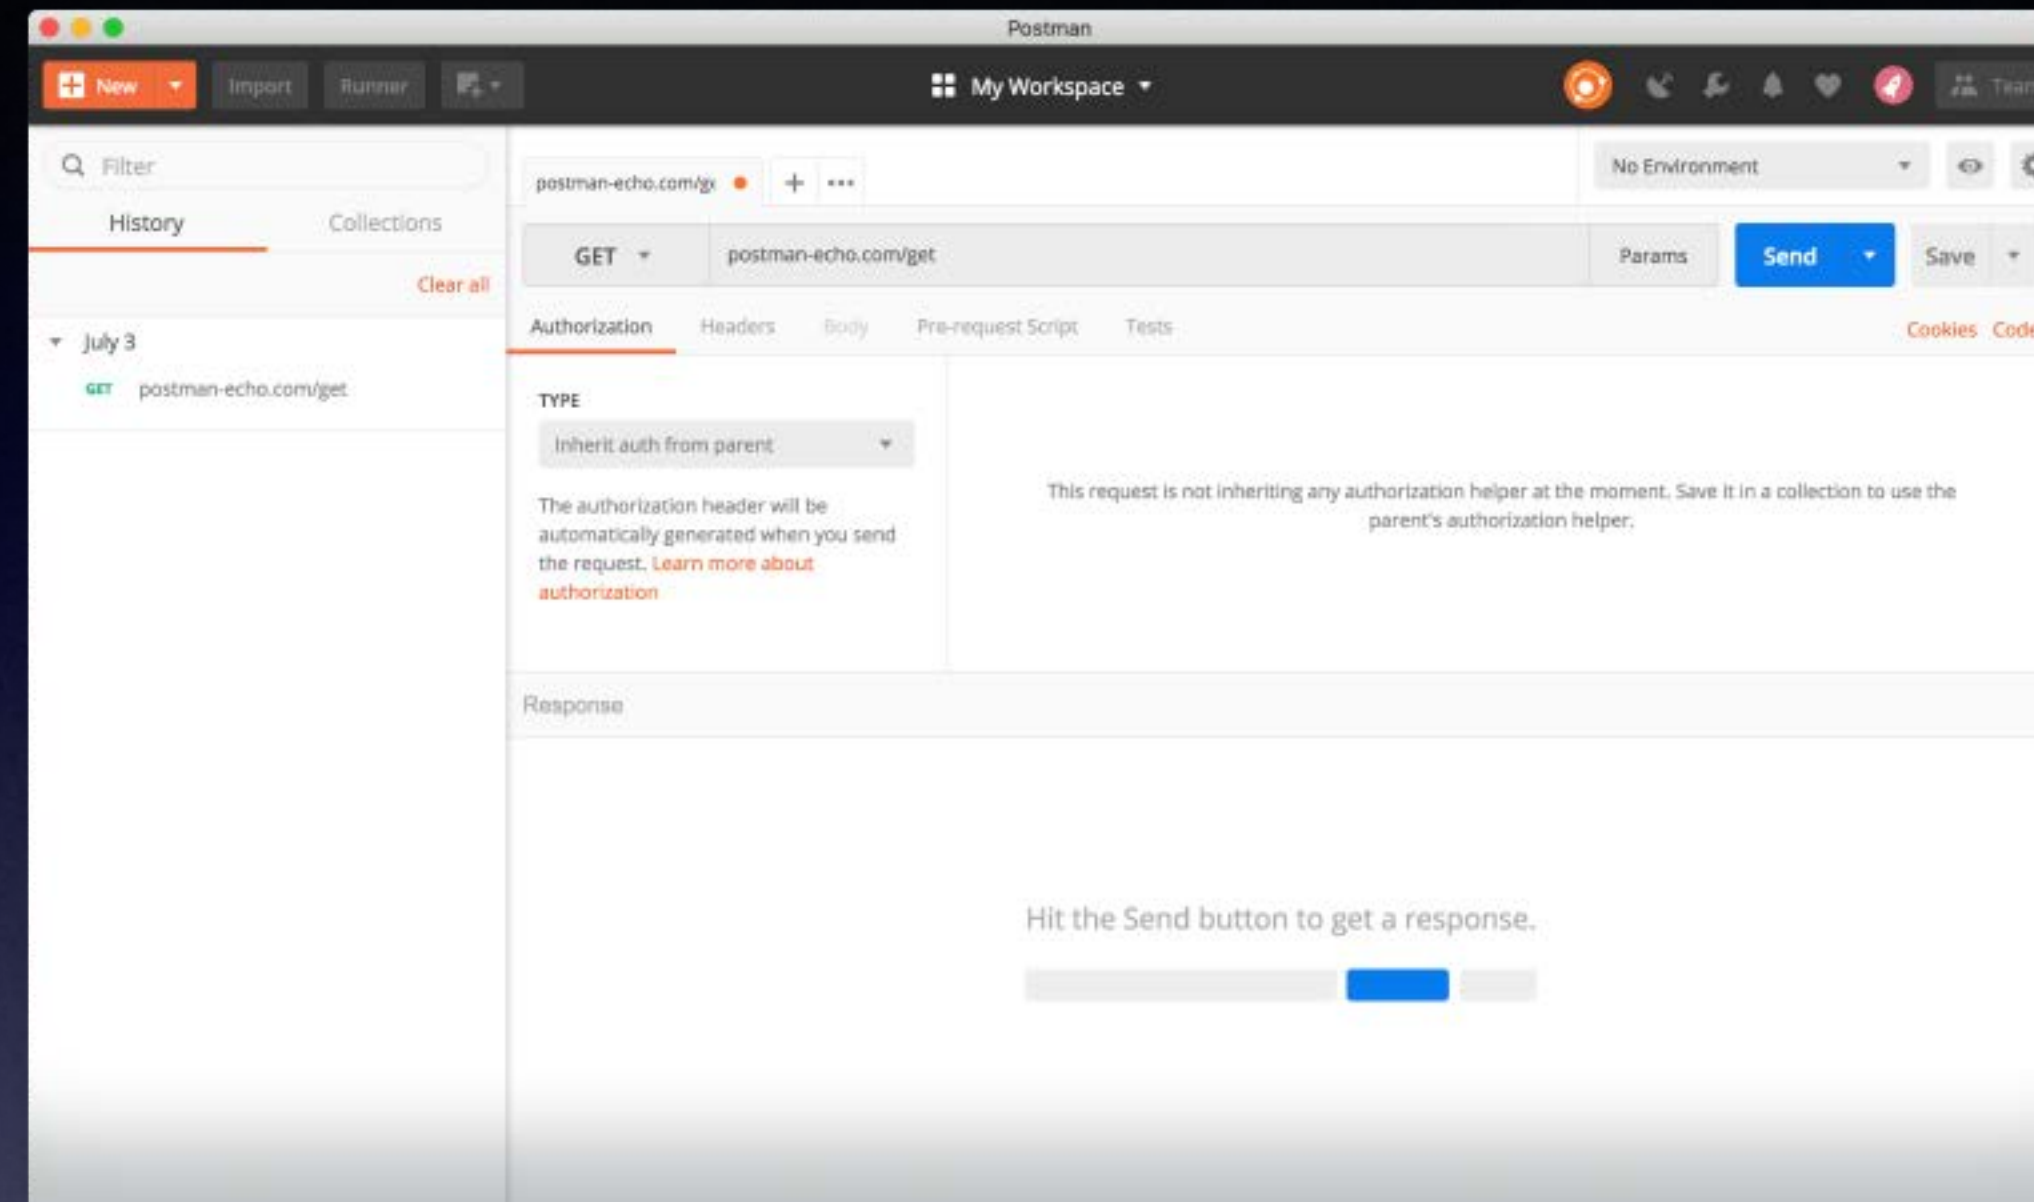 Postman
New
Import
Runner
My Workspace
Filter
History
Collections
Clear all
July 3
GET postman-echo.com/get
postman-echo.com/g
No Environment
GET
postman-echo.com/get
Params
Send
Save
Authorization
Headers
Body
Pre-request Script
Tests
Cookies
Code
TYPE
Inherit auth from parent
The authorization header will be
automatically generated when you send
the request. Learn more about
authorization
This request is not inheriting any authorization helper at the moment. Save it in a collection to use the
parent's authorization helper.
Response
Hit the Send button to get a response.